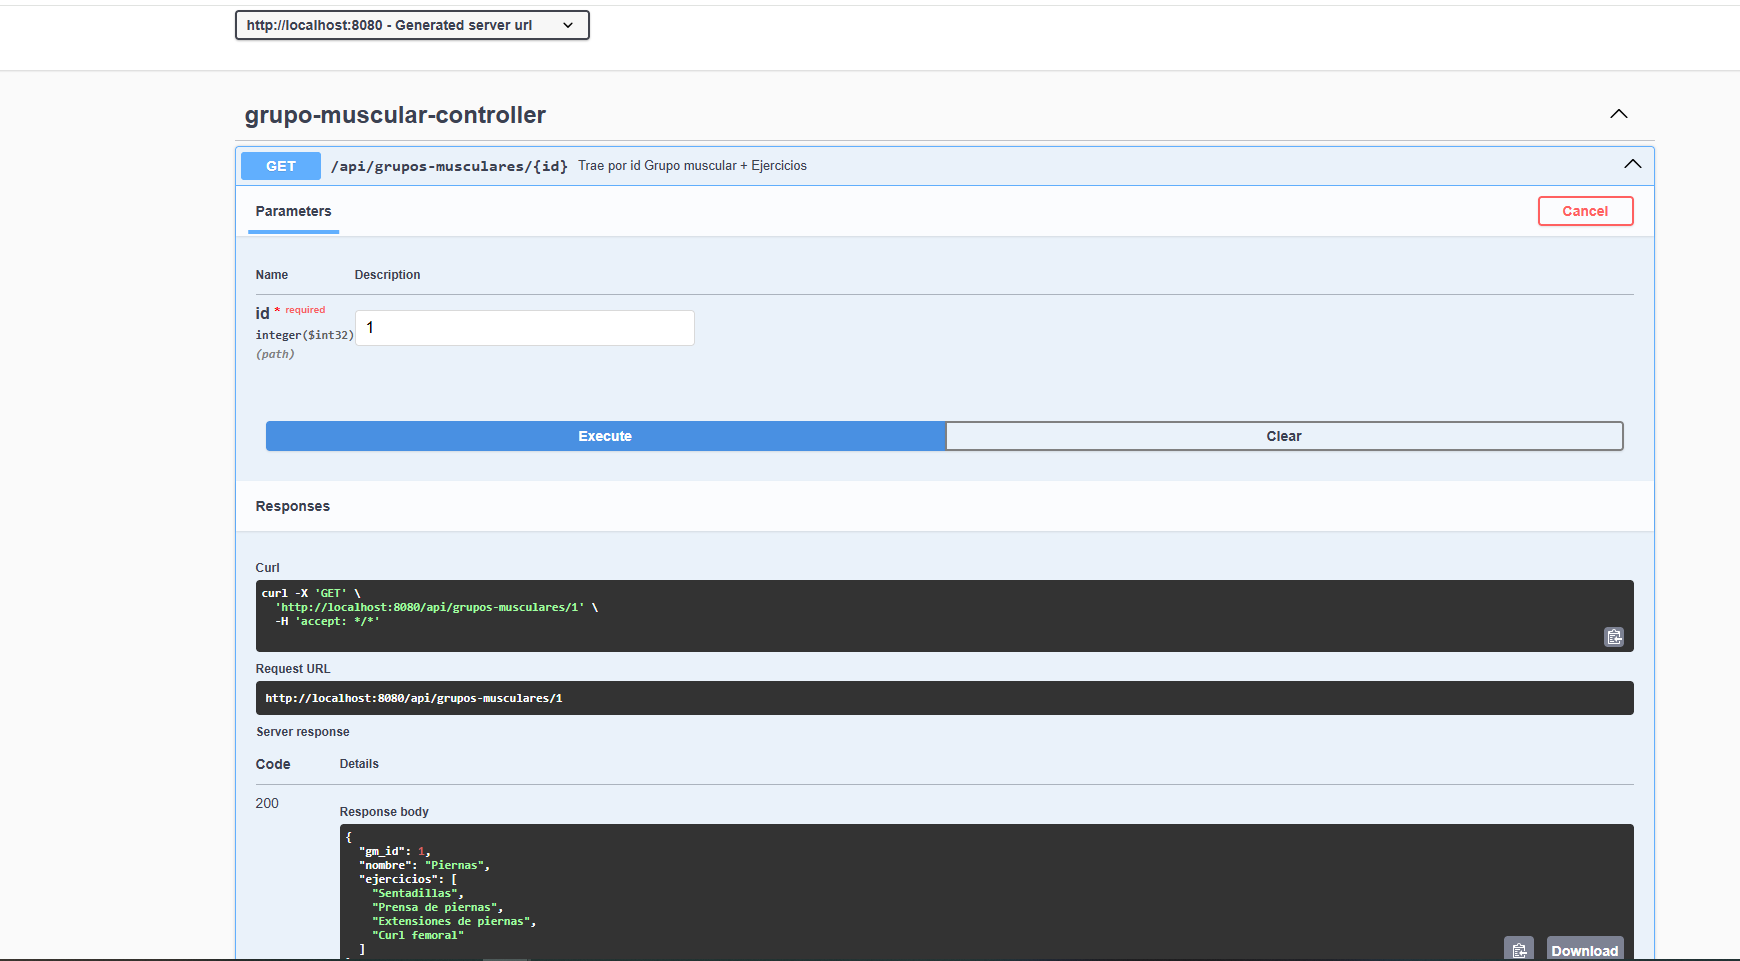 http://localhost:8080 - Generated server url
grupo-muscular-controller
GET /api/grupos-musculares/{id} Trae por id Grupo muscular + Ejercicios
Parameters
Cancel
Name Description
id * required
integer($int32)
(path)
1
Execute Clear
Responses
Curl
curl -X 'GET' \
'http://localhost:8080/api/grupos-musculares/1' \
-H 'accept: */*'
Request URL
http://localhost:8080/api/grupos-musculares/1
Server response
Code Details
200
Response body
{
"gm_id": 1,
"nombre": "Piernas",
"ejercicios": [
"Sentadillas",
"Prensa de piernas",
"Extensiones de piernas",
"Curl femoral"
]
Download